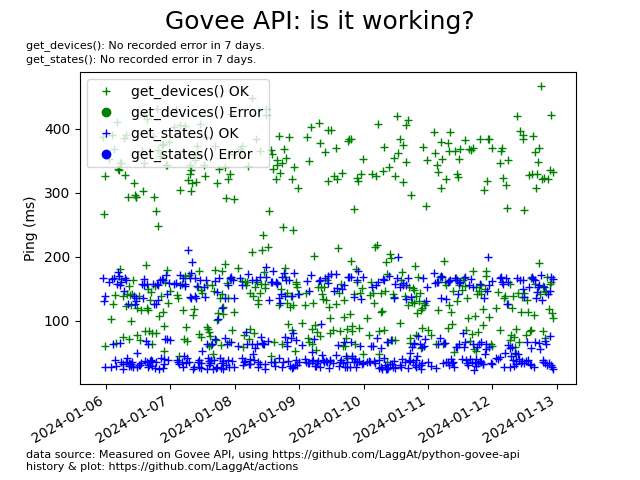 Govee API: is it working?
get_devices(): No recorded error in 7 days.
get_states(): No recorded error in 7 days.
get_devices() OK
get_devices() Error
get_states() OK
get_states() Error
Ping (ms)
400
300
200
100
2024-01-06
2024-01-07
2024-01-08
2024-01-09
2024-01-10
2024-01-11
2024-01-12
2024-01-13
data source: Measured on Govee API, using https://github.com/LaggAt/python-govee-api
history & plot: https://github.com/LaggAt/actions